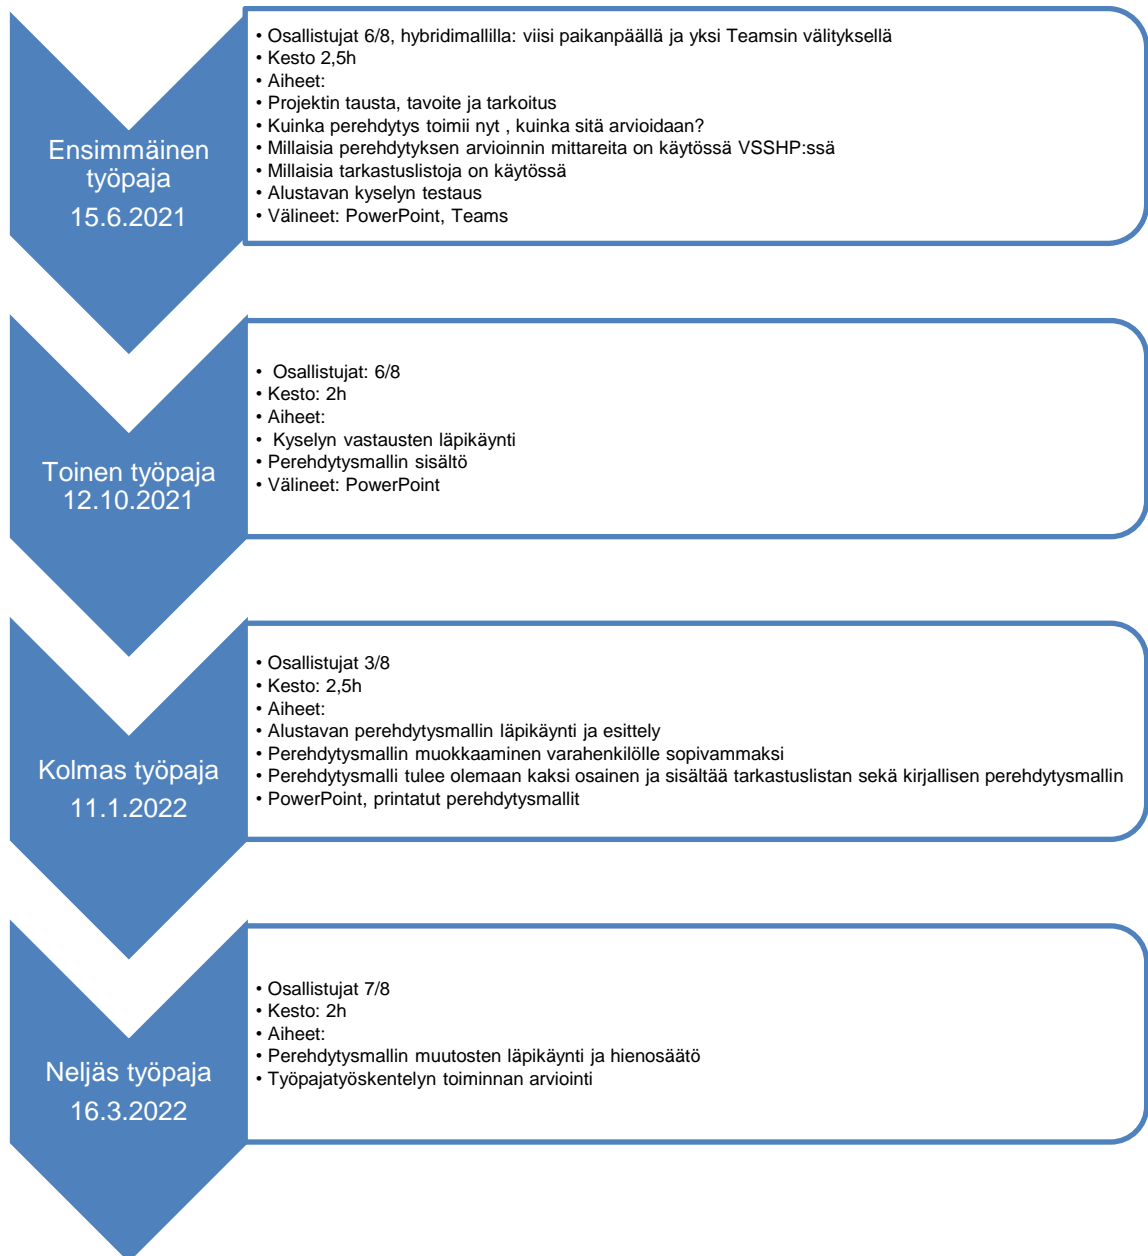 Ensimmäinen
työpaja
15.6.2021
• Osallistujat 6/8, hybridimallilla: viisi paikanpäällä ja yksi Teamsin välityksellä
• Kesto 2,5h
• Aiheet:
• Projektin tausta, tavoite ja tarkoitus
• Kuinka perehdytys toimii nyt , kuinka sitä arvioidaan?
• Millaisia perehdytyksen arvioinnin mittareita on käytössä VSSHP:ssä
• Millaisia tarkastuslistoja on käytössä
• Alustavan kyselyn testaus
• Välineet: PowerPoint, Teams
Toinen työpaja
12.10.2021
• Osallistujat: 6/8
• Kesto: 2h
• Aiheet:
• Kyselyn vastausten läpikäynti
• Perehdytysmallin sisältö
• Välineet: PowerPoint
Kolmas työpaja
11.1.2022
• Osallistujat 3/8
• Kesto: 2,5h
• Aiheet:
• Alustavan perehdytysmallin läpikäynti ja esittely
• Perehdytysmallin muokkaaminen varahenkilölle sopivammaksi
• Perehdytysmalli tulee olemaan kaksi osainen ja sisältää tarkastuslistan sekä kirjallisen perehdytysmallin
• PowerPoint, printatut perehdytysmallit
Neljäs työpaja
16.3.2022
• Osallistujat 7/8
• Kesto: 2h
• Aiheet:
• Perehdytysmallin muutosten läpikäynti ja hienosäätö
• Työpajatyöskentelyn toiminnan arviointi